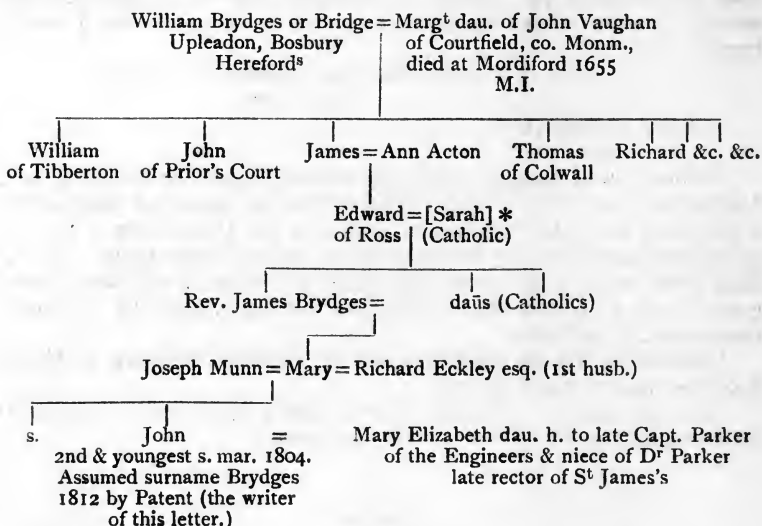 William Brydges or Bridge = Margᵗ dau. of John Vaughan
Upleadon, Bosbury of Courtfield, co. Monm.,
Herefordˢ died at Mordiford 1655
M.I.
William John James = Ann Acton Thomas Richard &c. &c.
of Tibberton of Prior's Court of Colwall
Edward = [Sarah] *
of Ross (Catholic)
Rev. James Brydges = daüs (Catholics)
Joseph Munn = Mary = Richard Eckley esq. (1st husb.)
s. John = Mary Elizabeth dau. h. to late Capt. Parker
2nd & youngest s. mar. 1804. of the Engineers & niece of Dʳ Parker
Assumed surname Brydges late rector of Sᵗ James's
1812 by Patent (the writer
of this letter.)